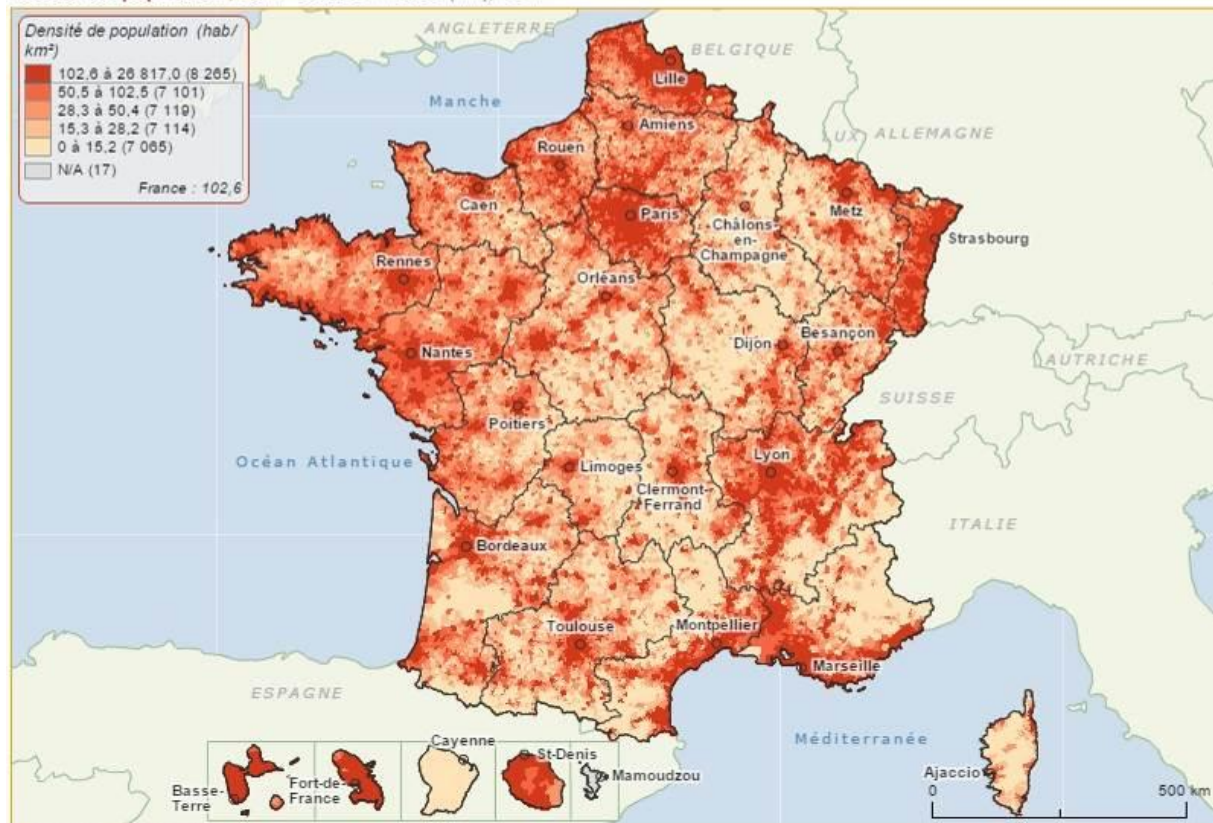 Densité de population (hab/
km²)
102,6 à 26 817,0 (8 265)
50,5 à 102,5 (7 101)
28,3 à 50,4 (7 119)
15,3 à 28,2 (7 114)
0 à 15,2 (7 065)
N/A (17)
France : 102,6
ANGLETERRE
BELGIQUE
Lille
Manche
Amiens
LUX
ALLEMAGNE
Rouen
Caen
Paris
Châlons-
en-
Champagne
Metz
Strasbourg
Rennes
Orléans
Nantes
Dijon
Besançon
AUTRICHE
SUISSE
Poitiers
Océan Atlantique
Limoges
Clermont-
Ferrand
Lyon
ITALIE
Bordeaux
Toulouse
Montpellier
Marseille
ESPAGNE
Méditerranée
Cayenne
St-Denis
Mamoudzou
Basse-
Terre
Fort-de-
France
Ajaccio
0
500 km